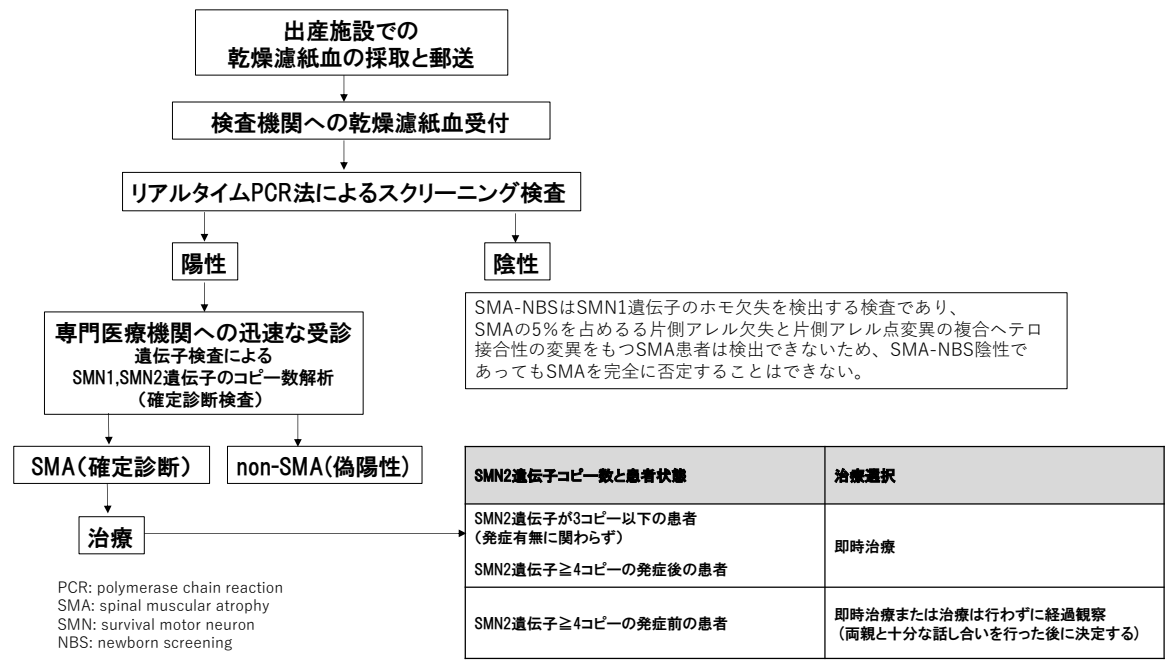 出産施設での
乾燥濾紙血の採取と郵送
検査機関への乾燥濾紙血受付
リアルタイムPCR法によるスクリーニング検査
陽性
陰性
SMA-NBSはSMN1遺伝子のホモ欠失を検出する検査であり、
SMAの5%を占めるる片側アレル欠失と片側アレル点変異の複合ヘテロ
接合性の変異をもつSMA患者は検出できないため、SMA-NBS陰性で
あってもSMAを完全に否定することはできない。
専門医療機関への迅速な受診
遺伝子検査による
SMN1,SMN2遺伝子のコピー数解析
（確定診断検査）
SMA（確定診断）
non-SMA(偽陽性)
治療
SMN2遺伝子コピー数と患者状態
治療選択
SMN2遺伝子が3コピー以下の患者
（発症有無に関わらず）
SMN2遺伝子≧4コピーの発症後の患者
即時治療
SMN2遺伝子≧4コピーの発症前の患者
即時治療または治療は行わずに経過観察
（両親と十分な話し合いを行った後に決定する）
PCR: polymerase chain reaction
SMA: spinal muscular atrophy
SMN: survival motor neuron
NBS: newborn screening